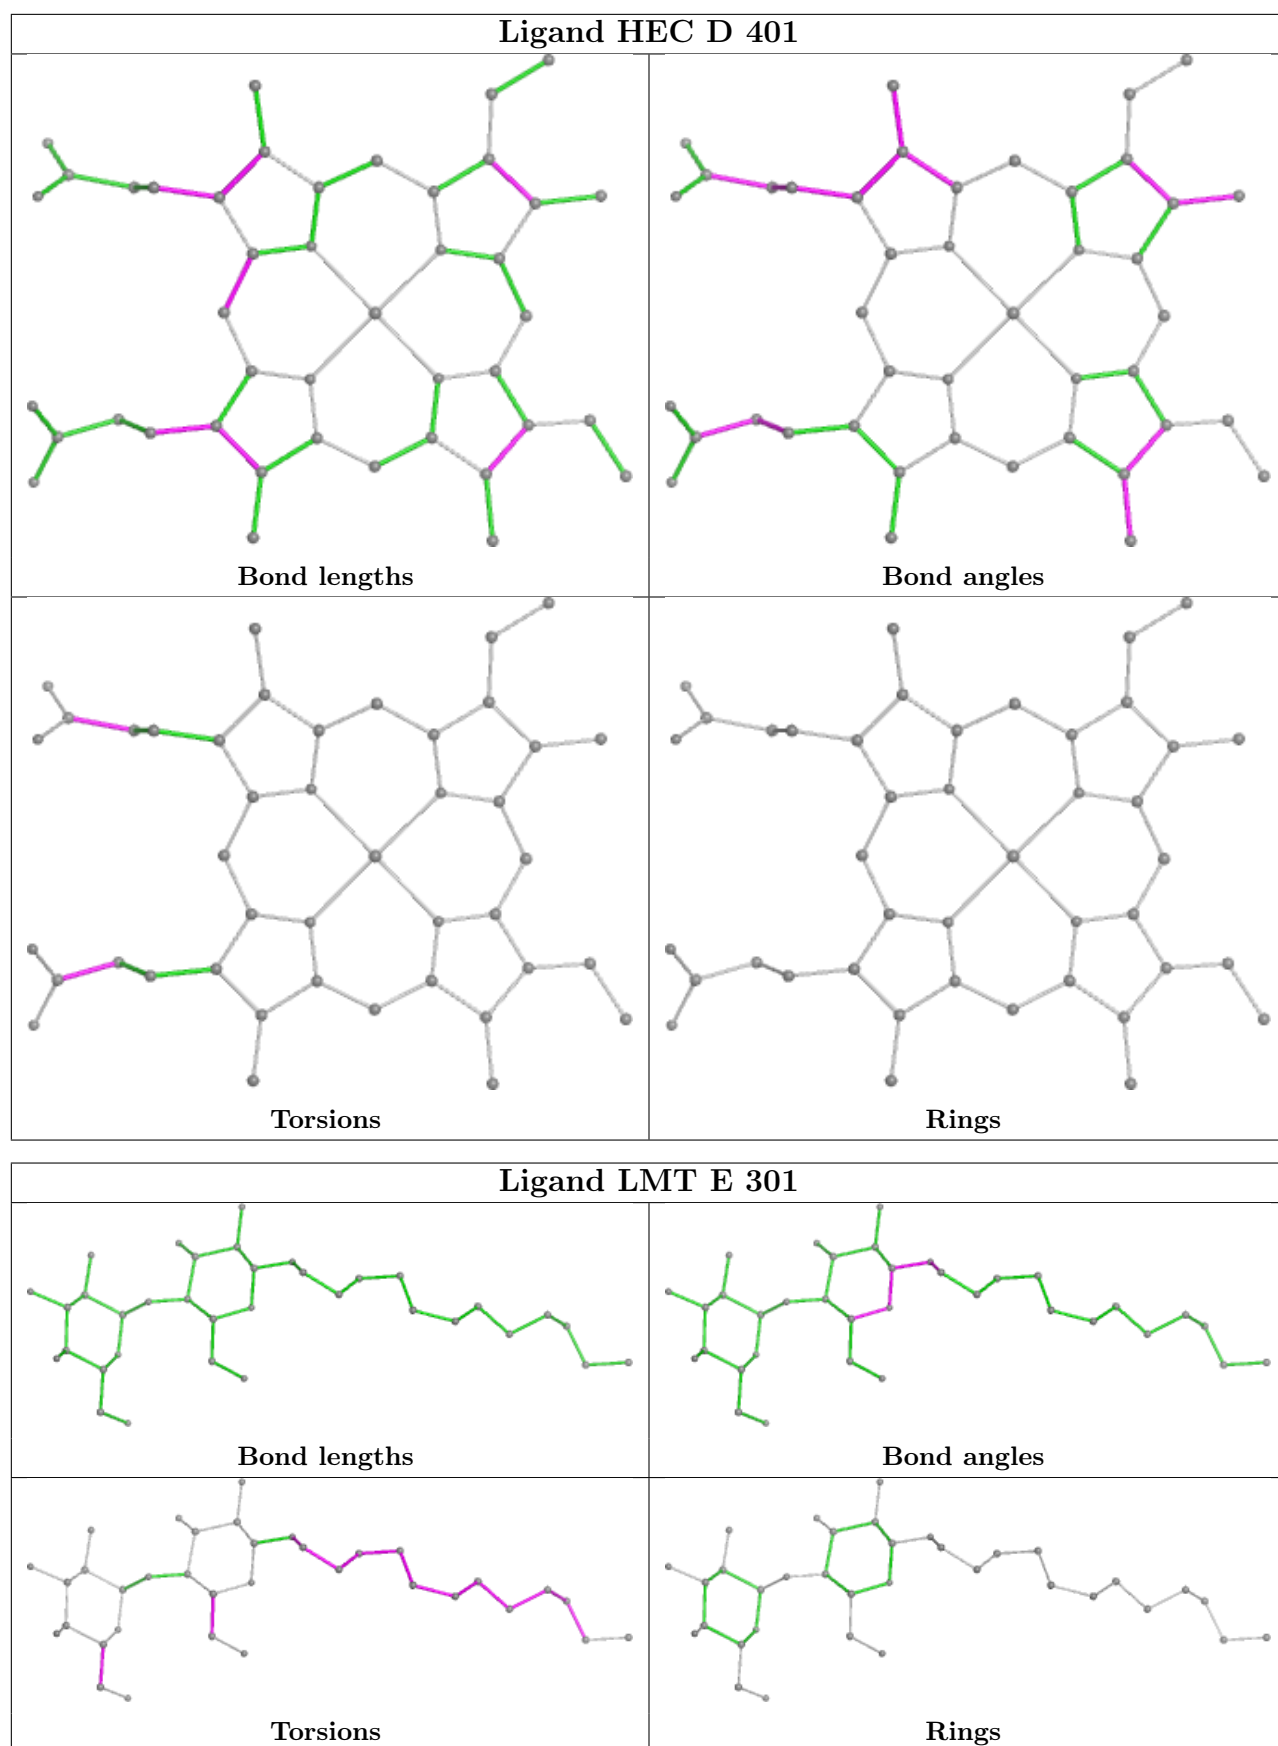 Ligand HEC D 401
Bond lengths
Bond angles
Torsions
Rings
Ligand LMT E 301
Bond lengths
Bond angles
Torsions
Rings